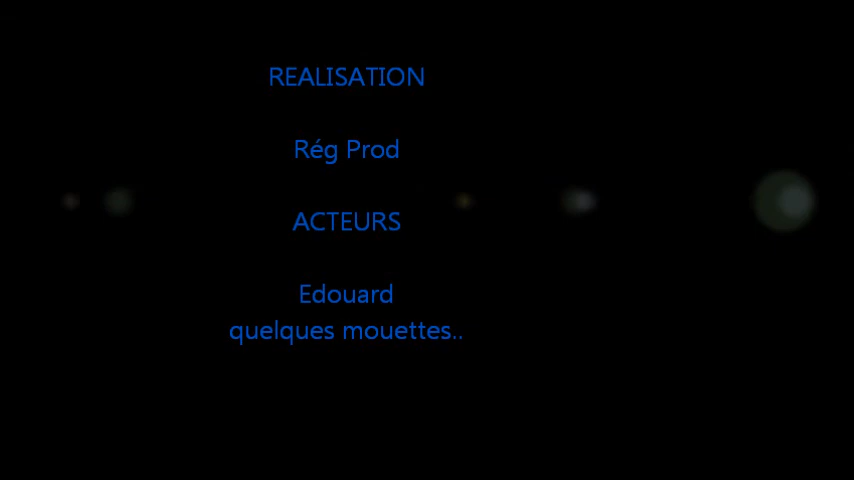 REALISATION
Rég Prod
ACTEURS
Edouard
quelques mouettes..